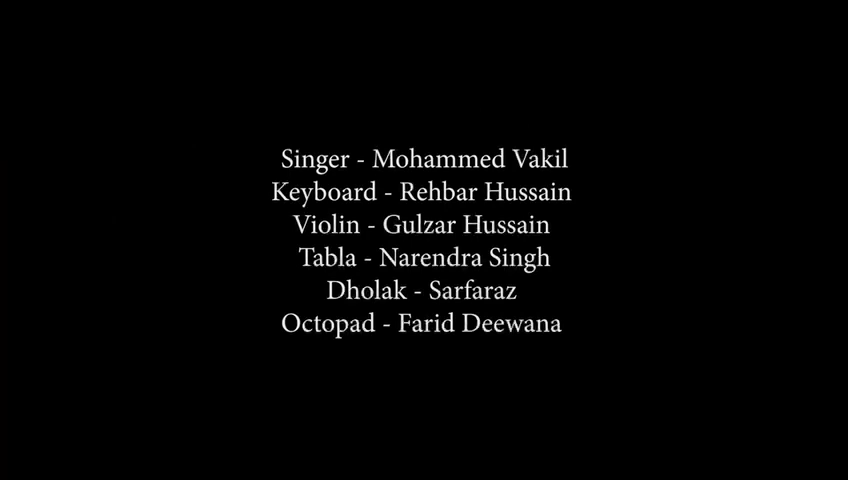 Singer - Mohammed Vakil
Keyboard - Rehbar Hussain
Violin - Gulzar Hussain
Tabla - Narendra Singh
Dholak - Sarfaraz
Octopad - Farid Deewana